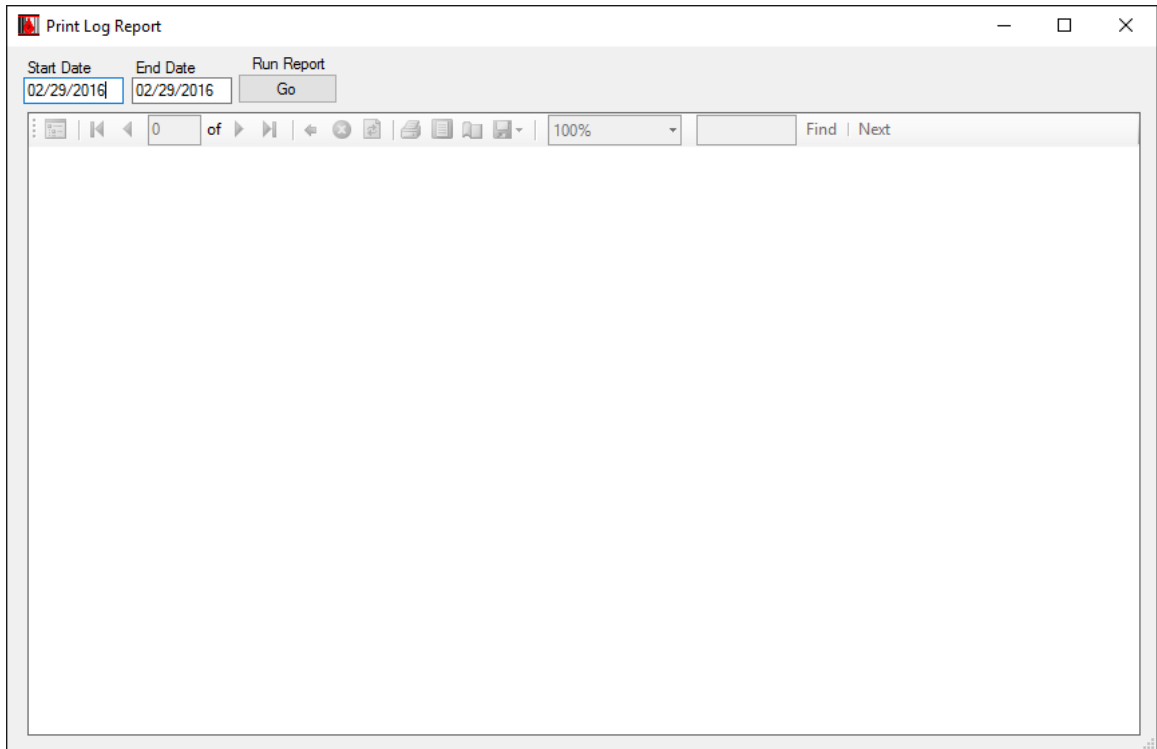 Print Log Report
Start Date End Date Run Report
02/29/2016 02/29/2016 Go
0 of 100% Find | Next